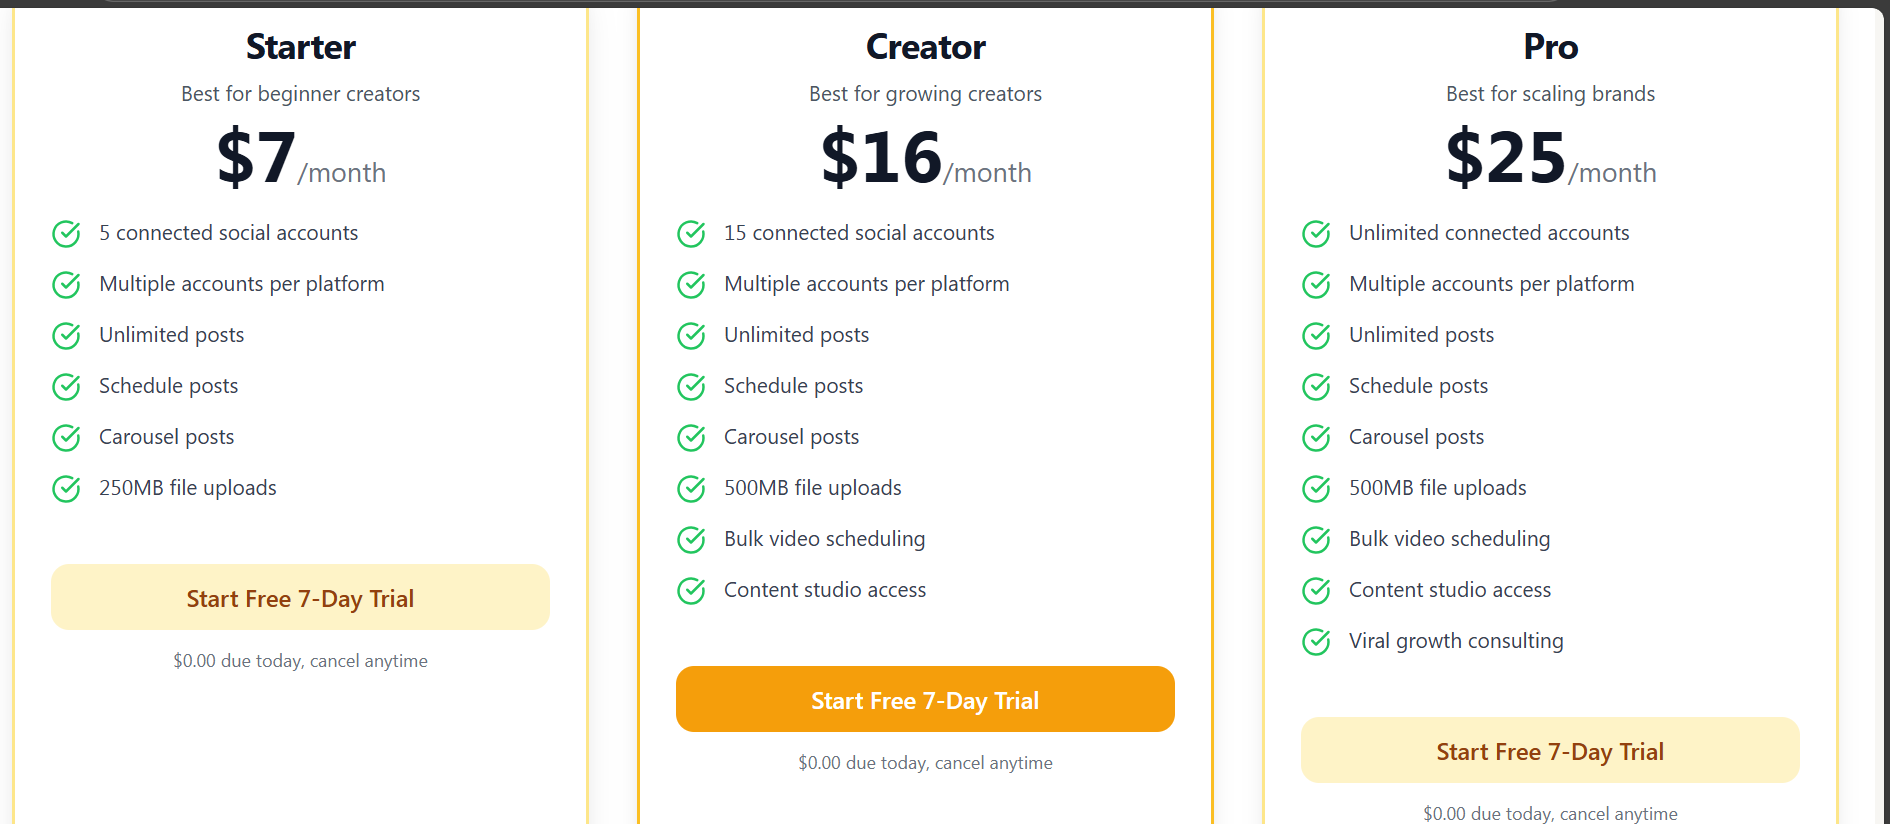 Starter
Best for beginner creators
$7/month
5 connected social accounts
Multiple accounts per platform
Unlimited posts
Schedule posts
Carousel posts
250MB file uploads
Start Free 7-Day Trial
$0.00 due today, cancel anytime
Creator
Best for growing creators
$16/month
15 connected social accounts
Multiple accounts per platform
Unlimited posts
Schedule posts
Carousel posts
500MB file uploads
Bulk video scheduling
Content studio access
Start Free 7-Day Trial
$0.00 due today, cancel anytime
Pro
Best for scaling brands
$25/month
Unlimited connected accounts
Multiple accounts per platform
Unlimited posts
Schedule posts
Carousel posts
500MB file uploads
Bulk video scheduling
Content studio access
Viral growth consulting
Start Free 7-Day Trial
$0.00 due today, cancel anytime